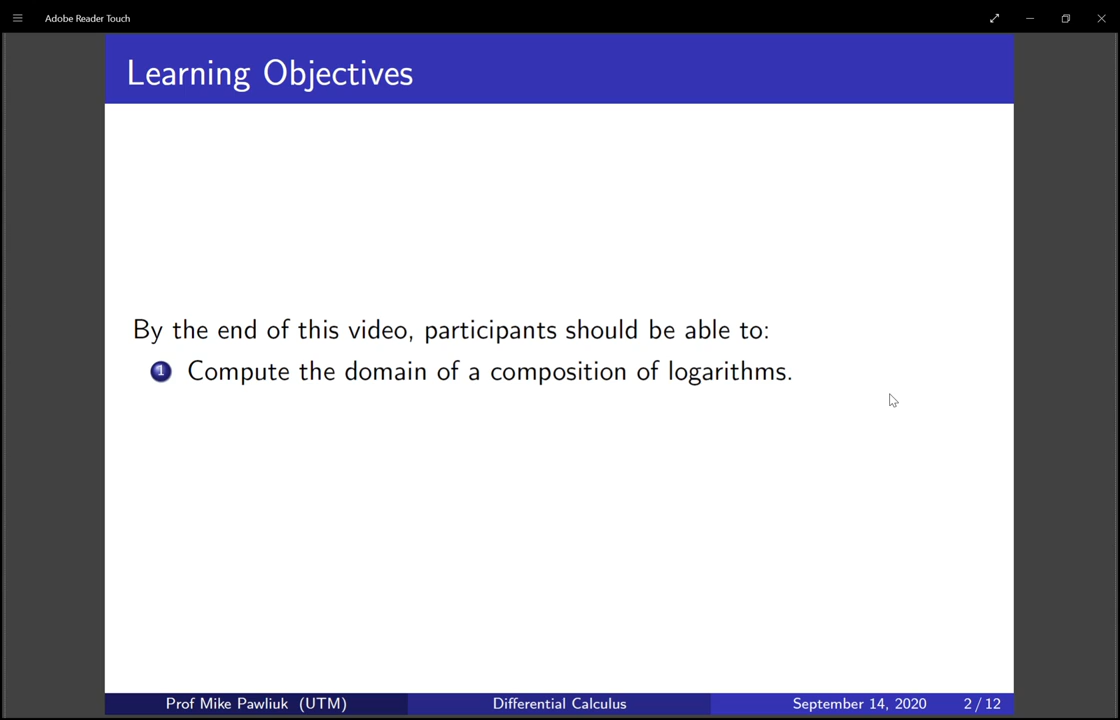 Adobe Reader Touch
Learning Objectives
By the end of this video, participants should be able to:
1 Compute the domain of a composition of logarithms.
Prof Mike Pawliuk (UTM) Differential Calculus September 14, 2020 2 / 12